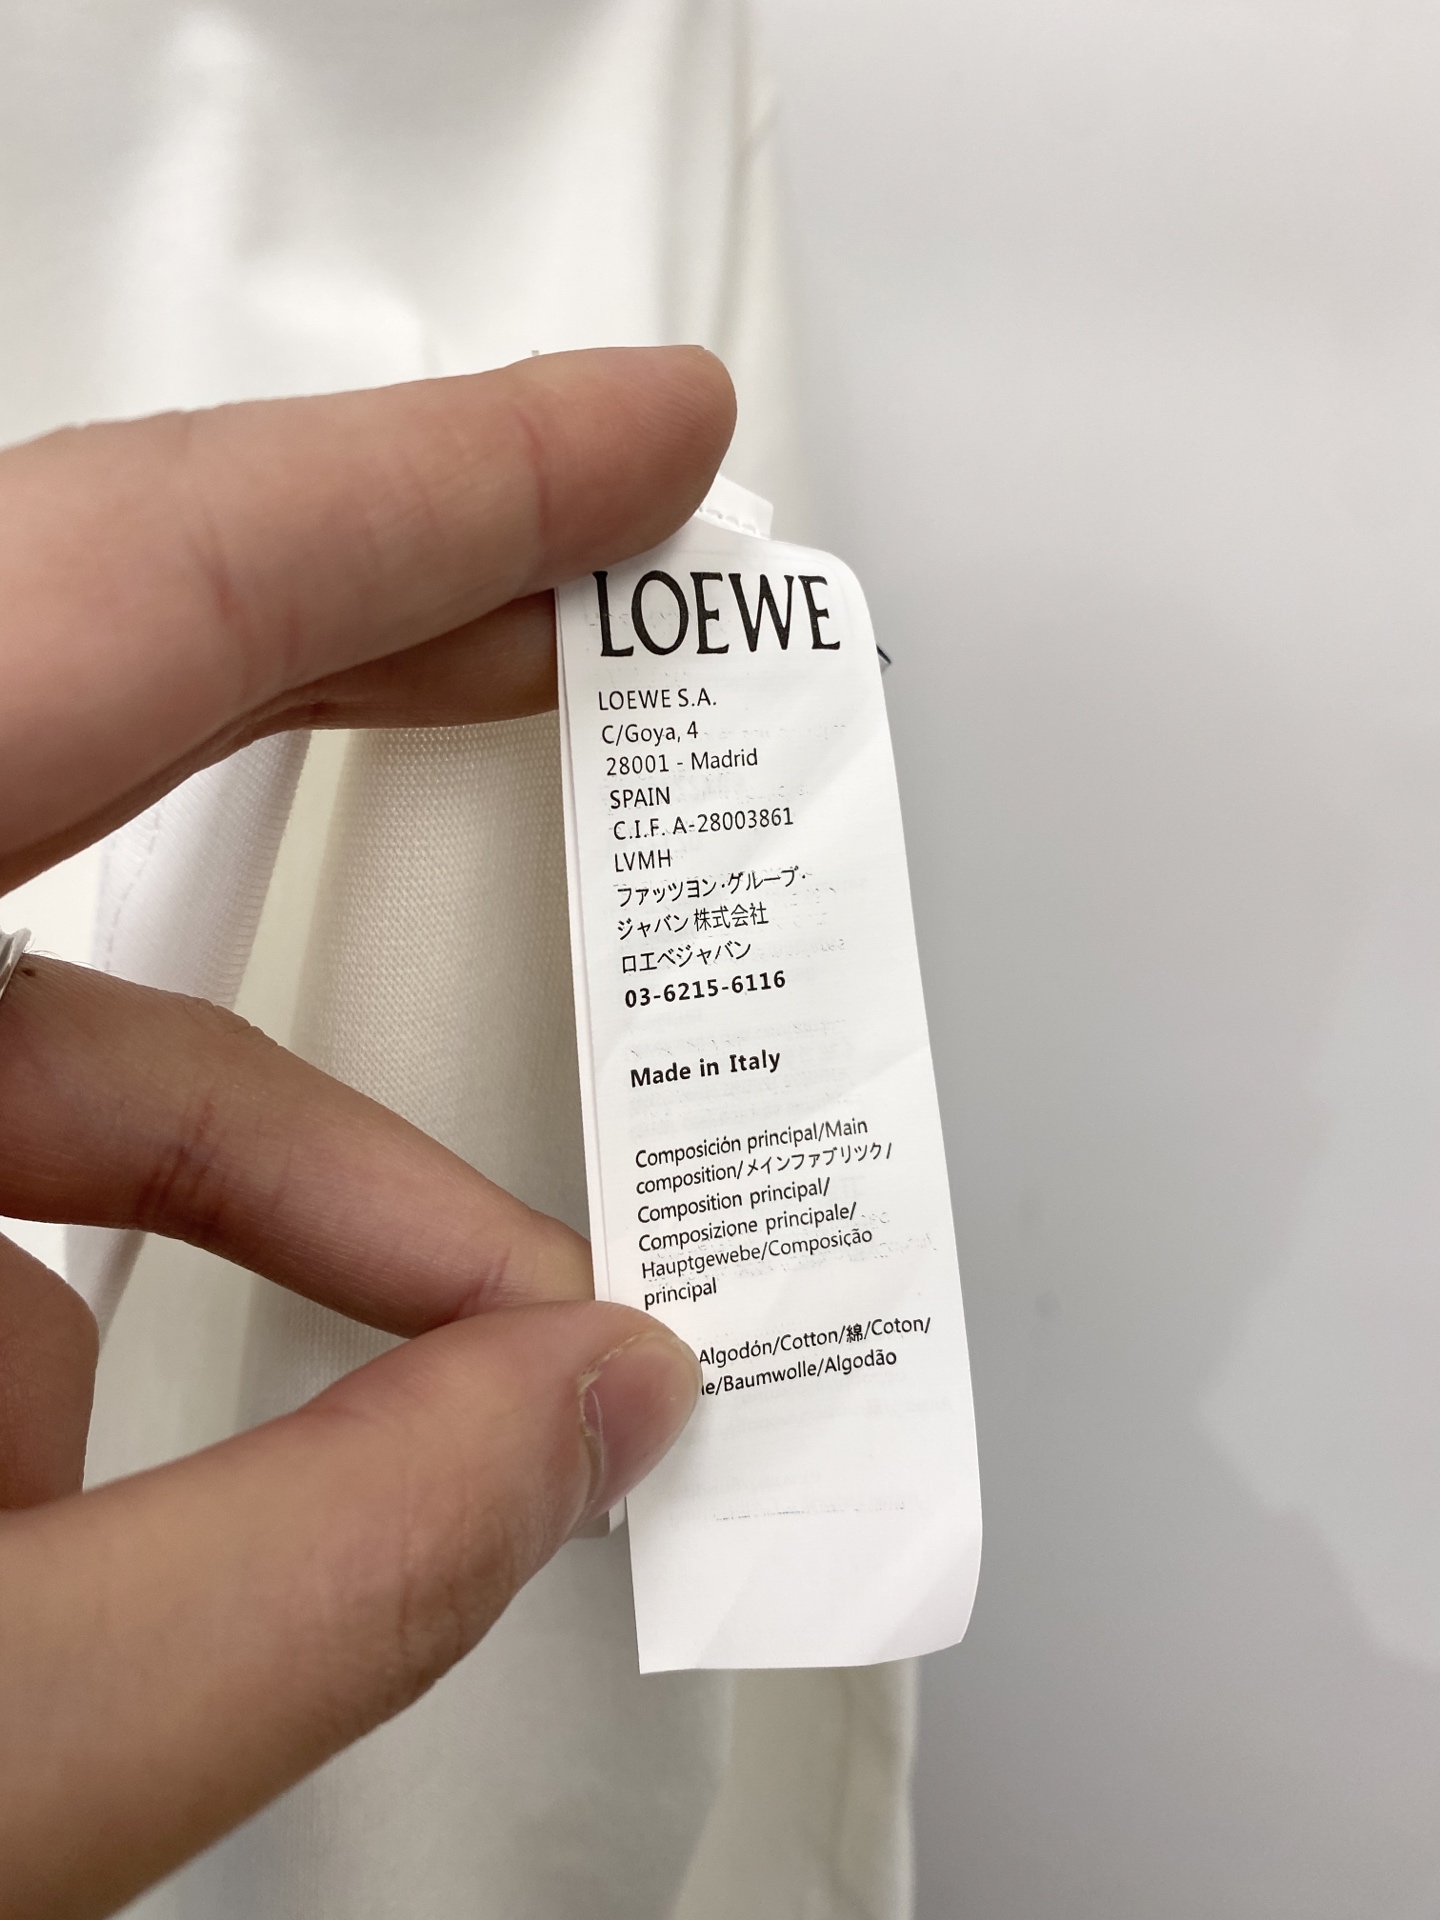 LOEWE
LOEWE S.A.
C/Goya, 4
28001 - Madrid
SPAIN
C.I.F. A-28003861
LVMH
ファッツヨン·グループ·
ジャバン株式会社
ロエベジャバン
03-6215-6116
Made in Italy
Composición principal/Main
composition/メインファブリツク/
Composition principal/
Composizione principale/
Hauptgewebe/Composição
principal
Algodón/Cotton/綿/Coton/
/Baumwolle/Algodão